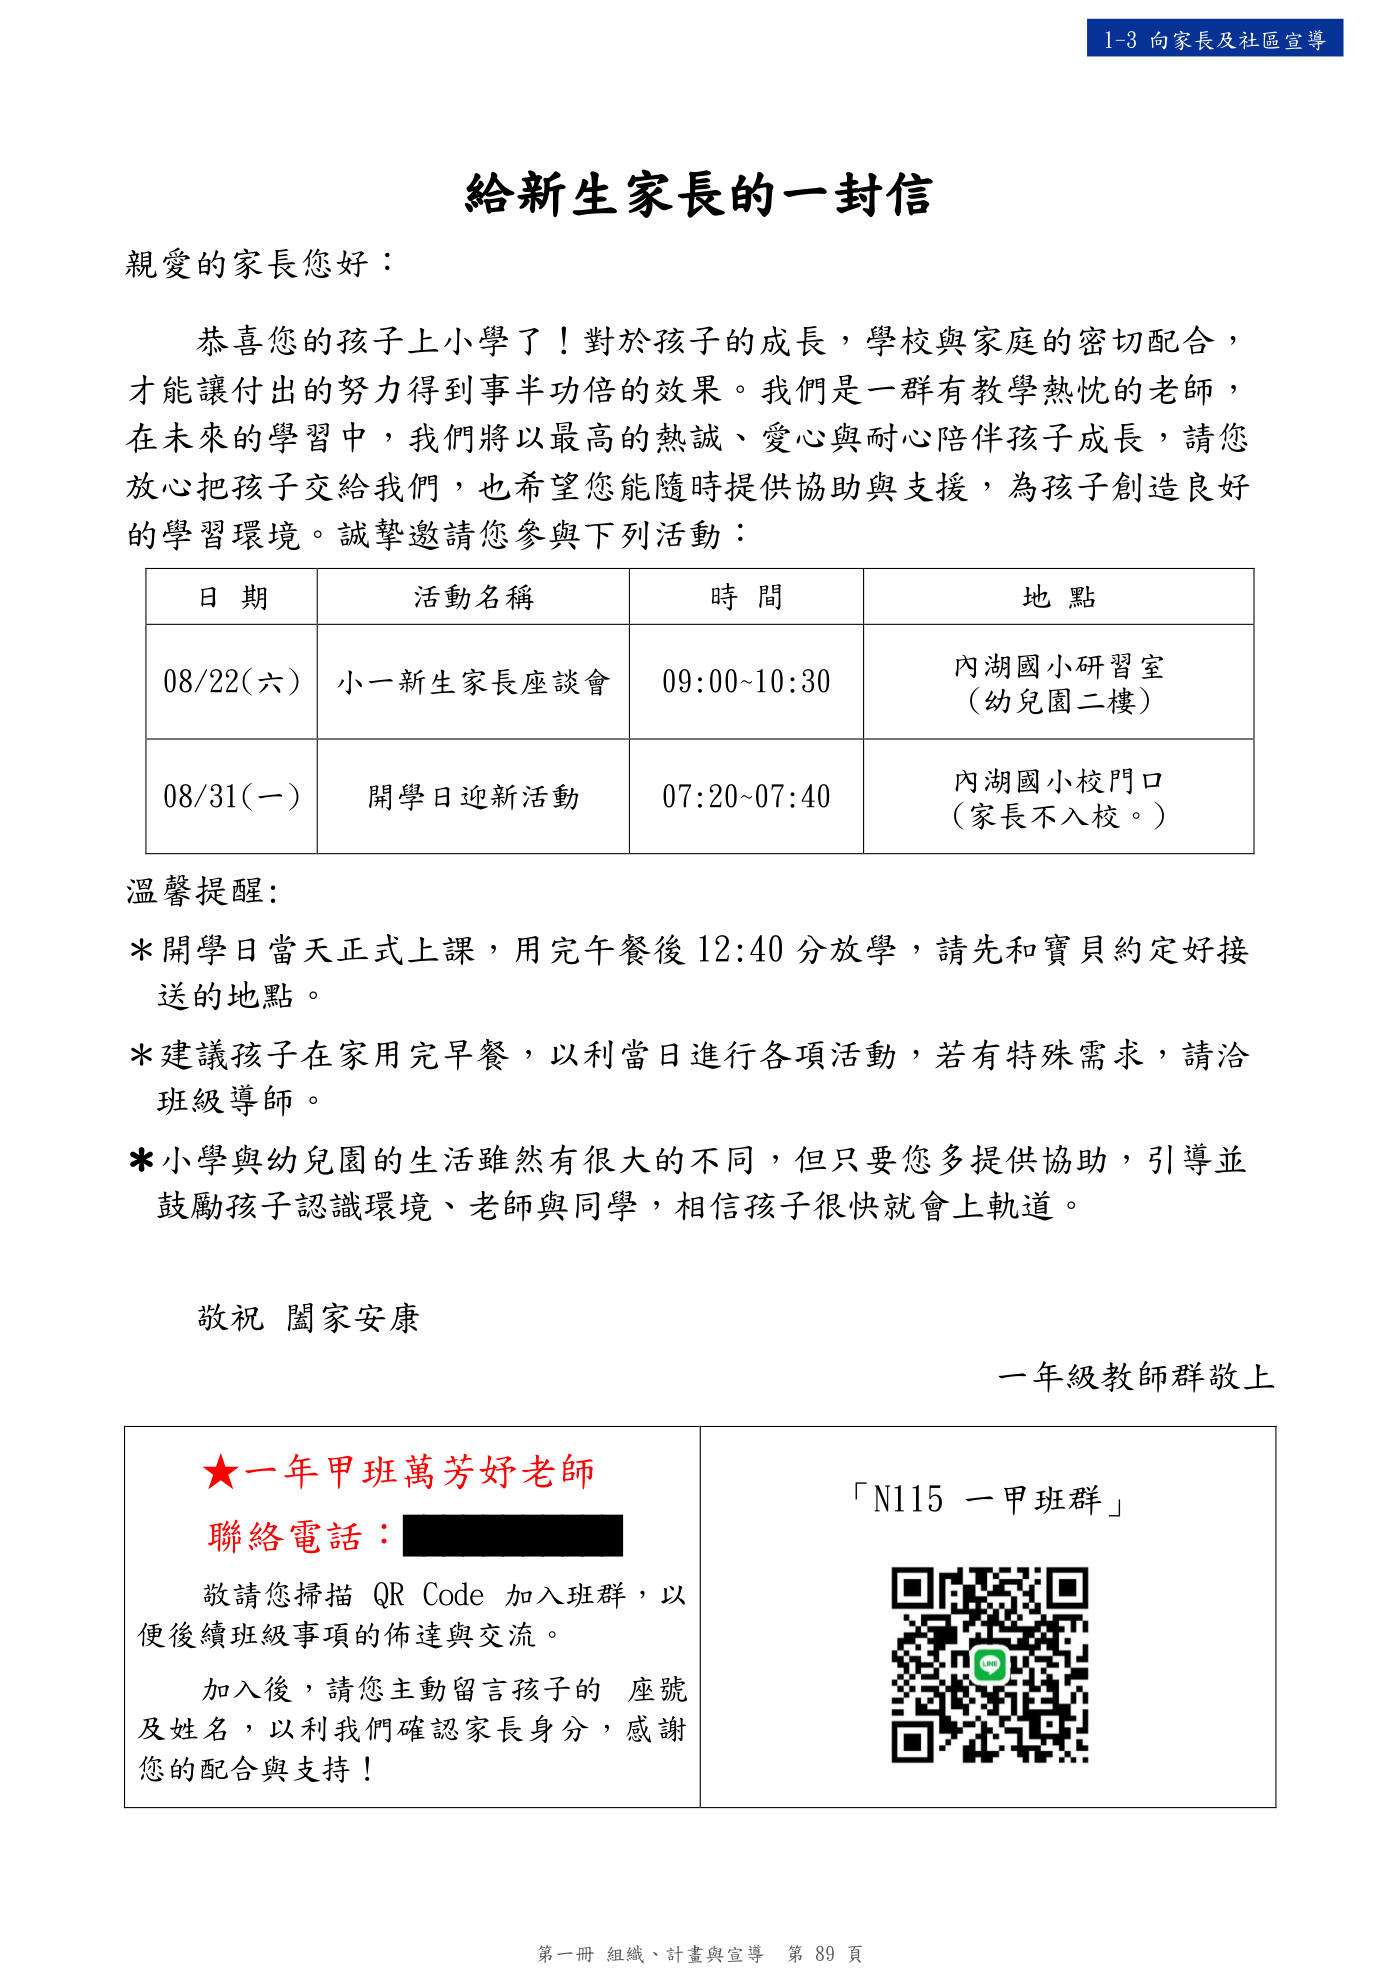 1-3 向家長及社區宣導
給新生家長的一封信
親愛的家長您好：
恭喜您的孩子上小學了！對於孩子的成長，學校與家庭的密切配合，
才能讓付出的努力得到事半功倍的效果。我們是一群有教學熱忱的老師，
在未來的學習中，我們將以最高的熱誠、愛心與耐心陪伴孩子成長，請您
放心把孩子交給我們，也希望您能隨時提供協助與支援，為孩子創造良好
的學習環境。誠摯邀請您參與下列活動：
日 期 活動名稱 時 間 地 點
08/22(六) 小一新生家長座談會 09:00~10:30 內湖國小研習室
（幼兒園二樓）
08/31(一) 開學日迎新活動 07:20~07:40 內湖國小校門口
（家長不入校。）
溫馨提醒:
＊開學日當天正式上課，用完午餐後 12:40 分放學，請先和寶貝約定好接
送的地點。
＊建議孩子在家用完早餐，以利當日進行各項活動，若有特殊需求，請洽
班級導師。
＊小學與幼兒園的生活雖然有很大的不同，但只要您多提供協助，引導並
鼓勵孩子認識環境、老師與同學，相信孩子很快就會上軌道。
敬祝 闔家安康
一年級教師群敬上
★一年甲班萬芳妤老師
聯絡電話：
敬請您掃描 QR Code 加入班群，以
便後續班級事項的佈達與交流。
加入後，請您主動留言孩子的 座號
及姓名，以利我們確認家長身分，感謝
您的配合與支持！
「N115 一甲班群」
LINE
第一冊 組織、計畫與宣導 第 89 頁